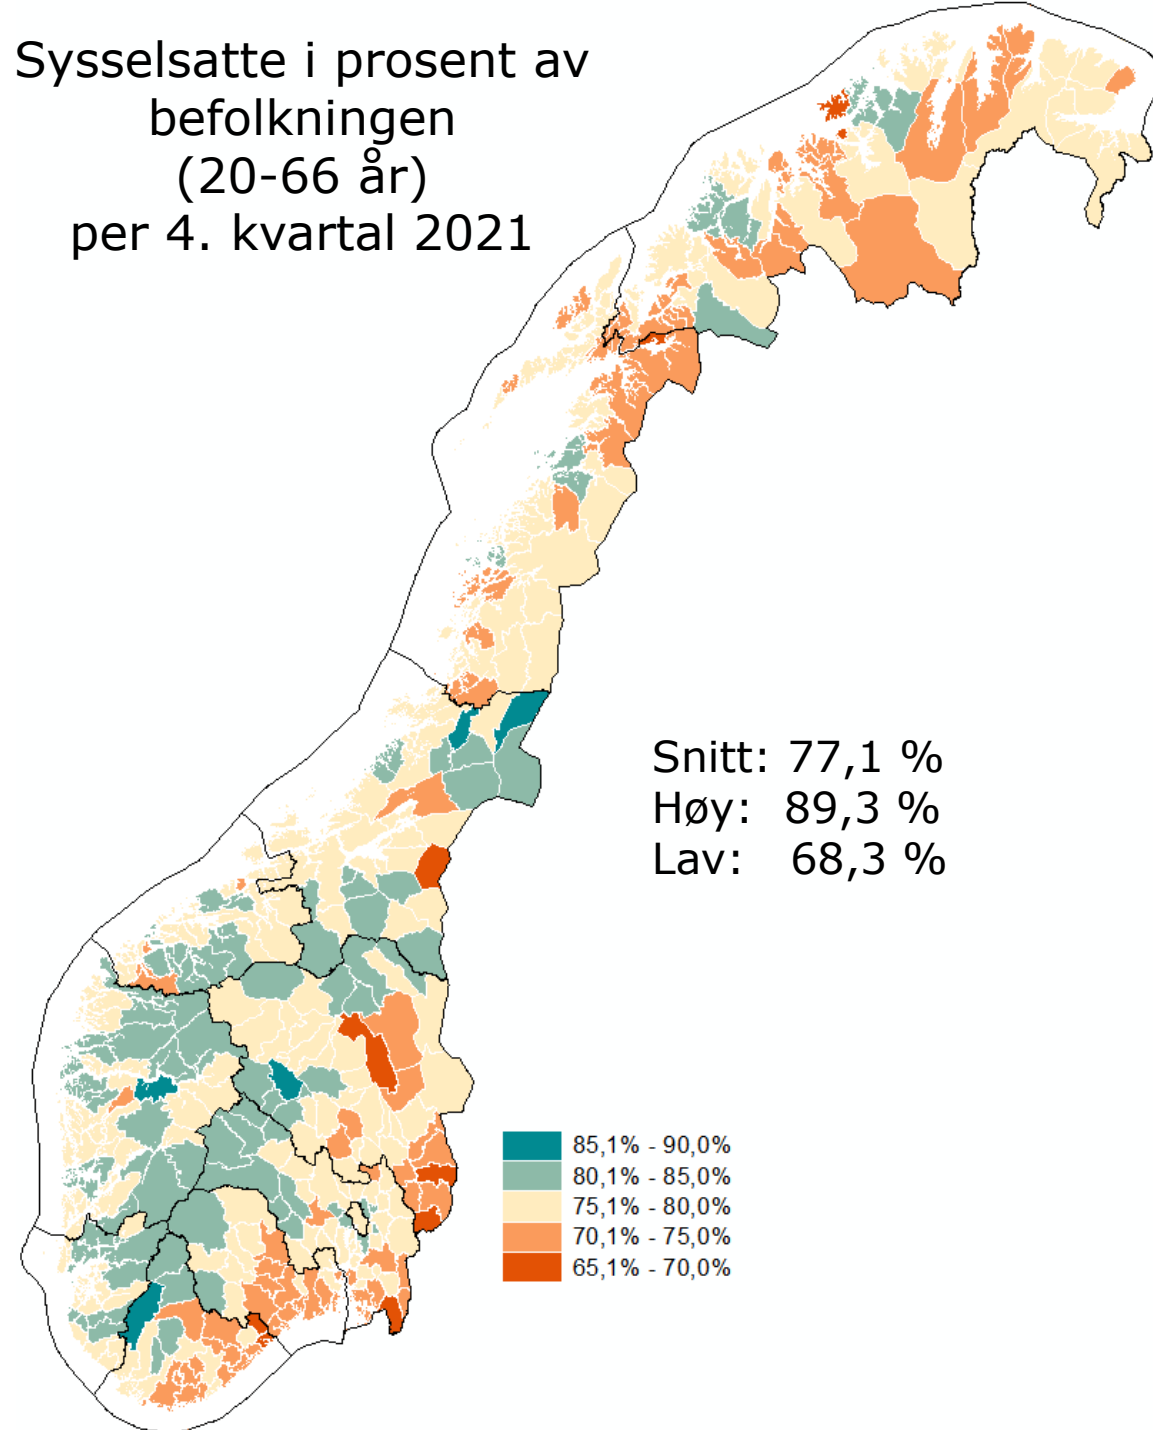 Sysselsatte i prosent av
befolkningen
(20-66 år)
per 4. kvartal 2021
Snitt: 77,1 %
Høy: 89,3 %
Lav: 68,3 %
85,1% - 90,0%
80,1% - 85,0%
75,1% - 80,0%
70,1% - 75,0%
65,1% - 70,0%